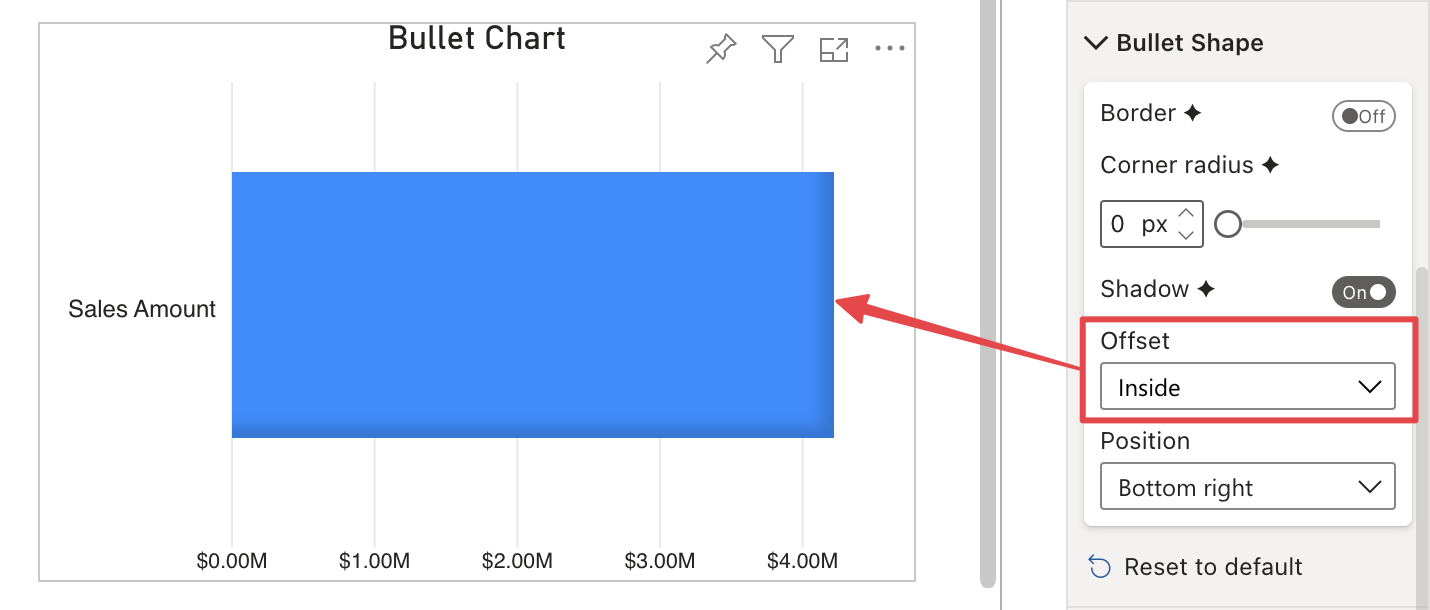 Bullet Chart
Sales Amount
$0.00M $1.00M $2.00M $3.00M $4.00M
Bullet Shape
Border
Off
Corner radius
0 px
Shadow
On
Offset
Inside
Position
Bottom right
Reset to default